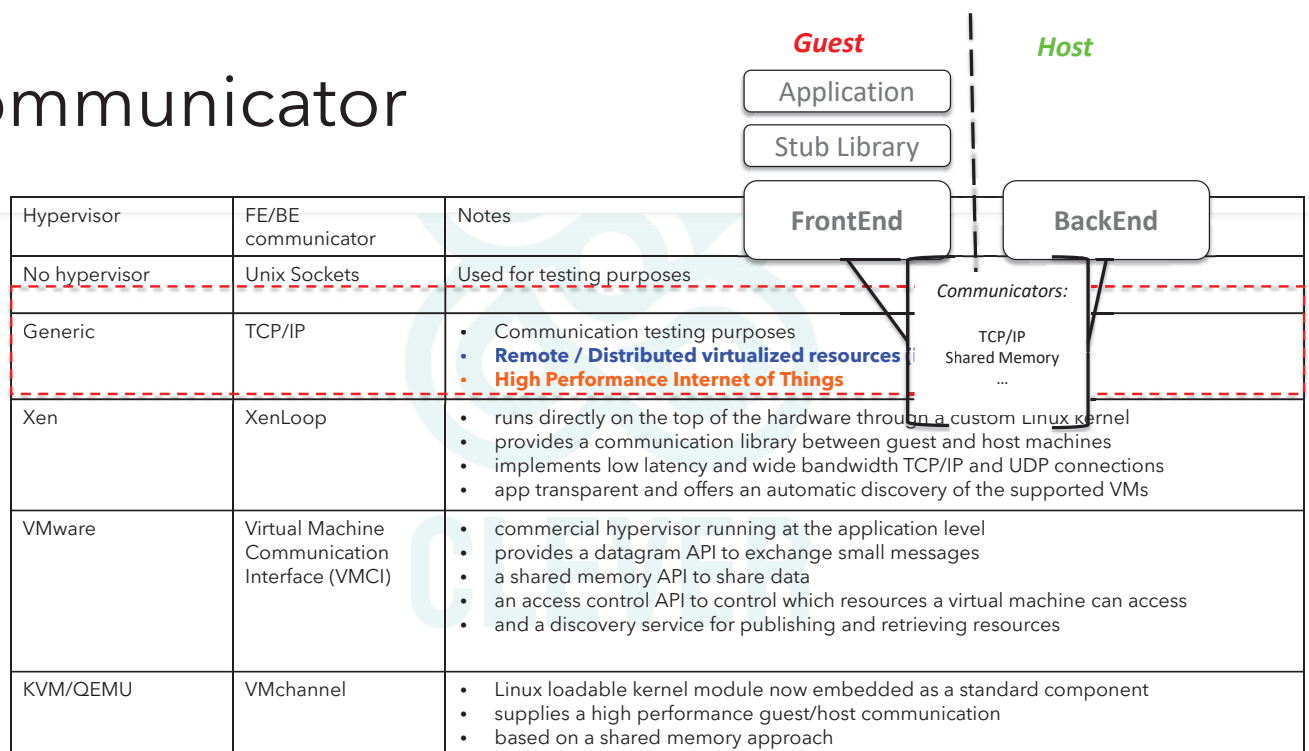 ommunicator
Guest
Host
Application
Stub Library
FrontEnd
BackEnd
Communicators:
TCP/IP
Shared Memory
…
Hypervisor
FE/BE
communicator
Notes
No hypervisor
Unix Sockets
Used for testing purposes
Generic
TCP/IP
• Communication testing purposes
• Remote / Distributed virtualized resources
• High Performance Internet of Things
Xen
XenLoop
• runs directly on the top of the hardware through a custom Linux kernel
• provides a communication library between guest and host machines
• implements low latency and wide bandwidth TCP/IP and UDP connections
• app transparent and offers an automatic discovery of the supported VMs
VMware
Virtual Machine
Communication
Interface (VMCI)
• commercial hypervisor running at the application level
• provides a datagram API to exchange small messages
• a shared memory API to share data
• an access control API to control which resources a virtual machine can access
• and a discovery service for publishing and retrieving resources
KVM/QEMU
VMchannel
• Linux loadable kernel module now embedded as a standard component
• supplies a high performance guest/host communication
• based on a shared memory approach
CLEVER